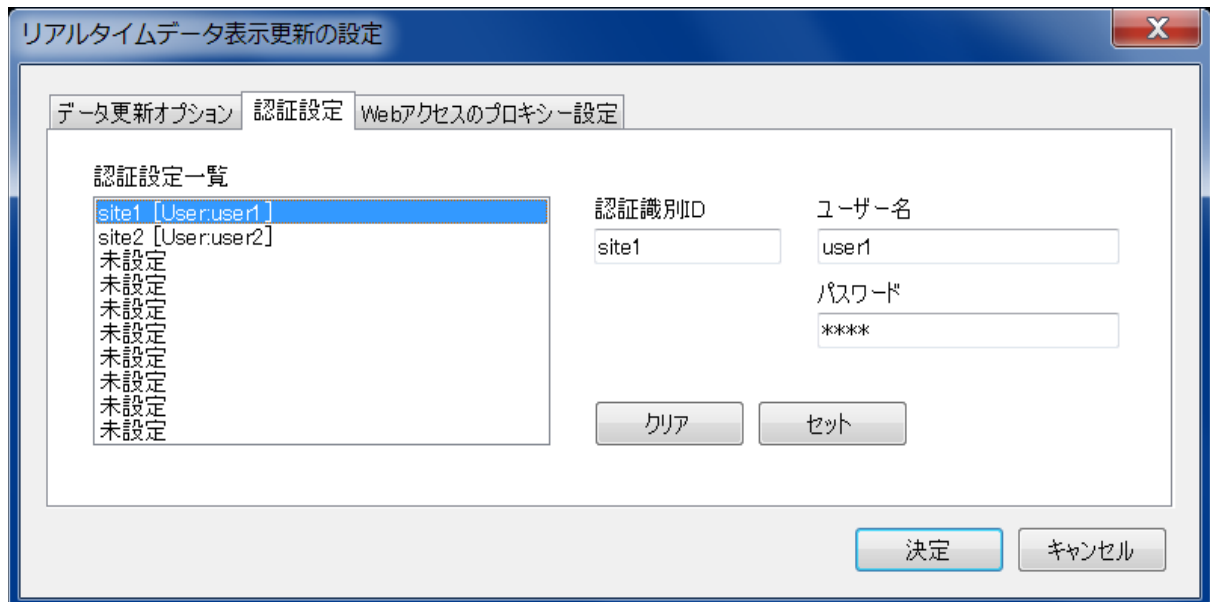 リアルタイムデータ表示更新の設定
データ更新オプション 認証設定 Webアクセスのプロキシー設定
認証設定一覧
site1 [User:user1]
site2 [User:user2]
未設定
未設定
未設定
未設定
未設定
未設定
未設定
未設定
認証識別ID
site1
ユーザー名
user1
パスワード
****
クリア セット
決定 キャンセル